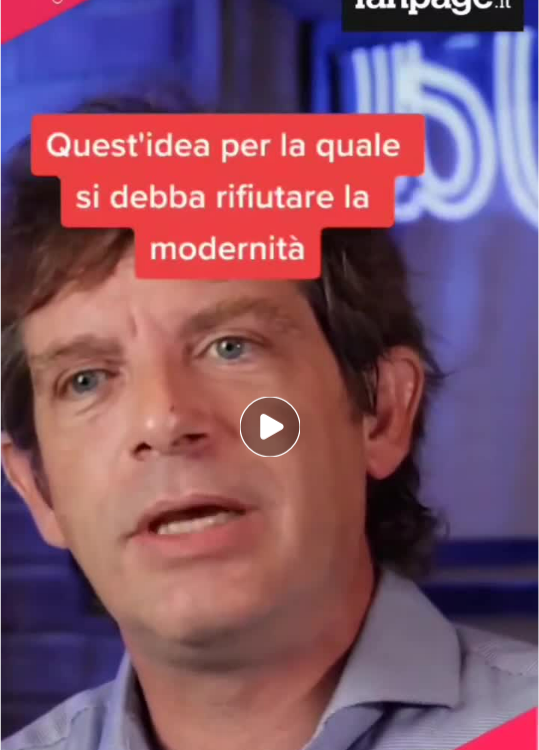 fanpage.it
Quest'idea per la quale
si debba rifiutare la
modernità